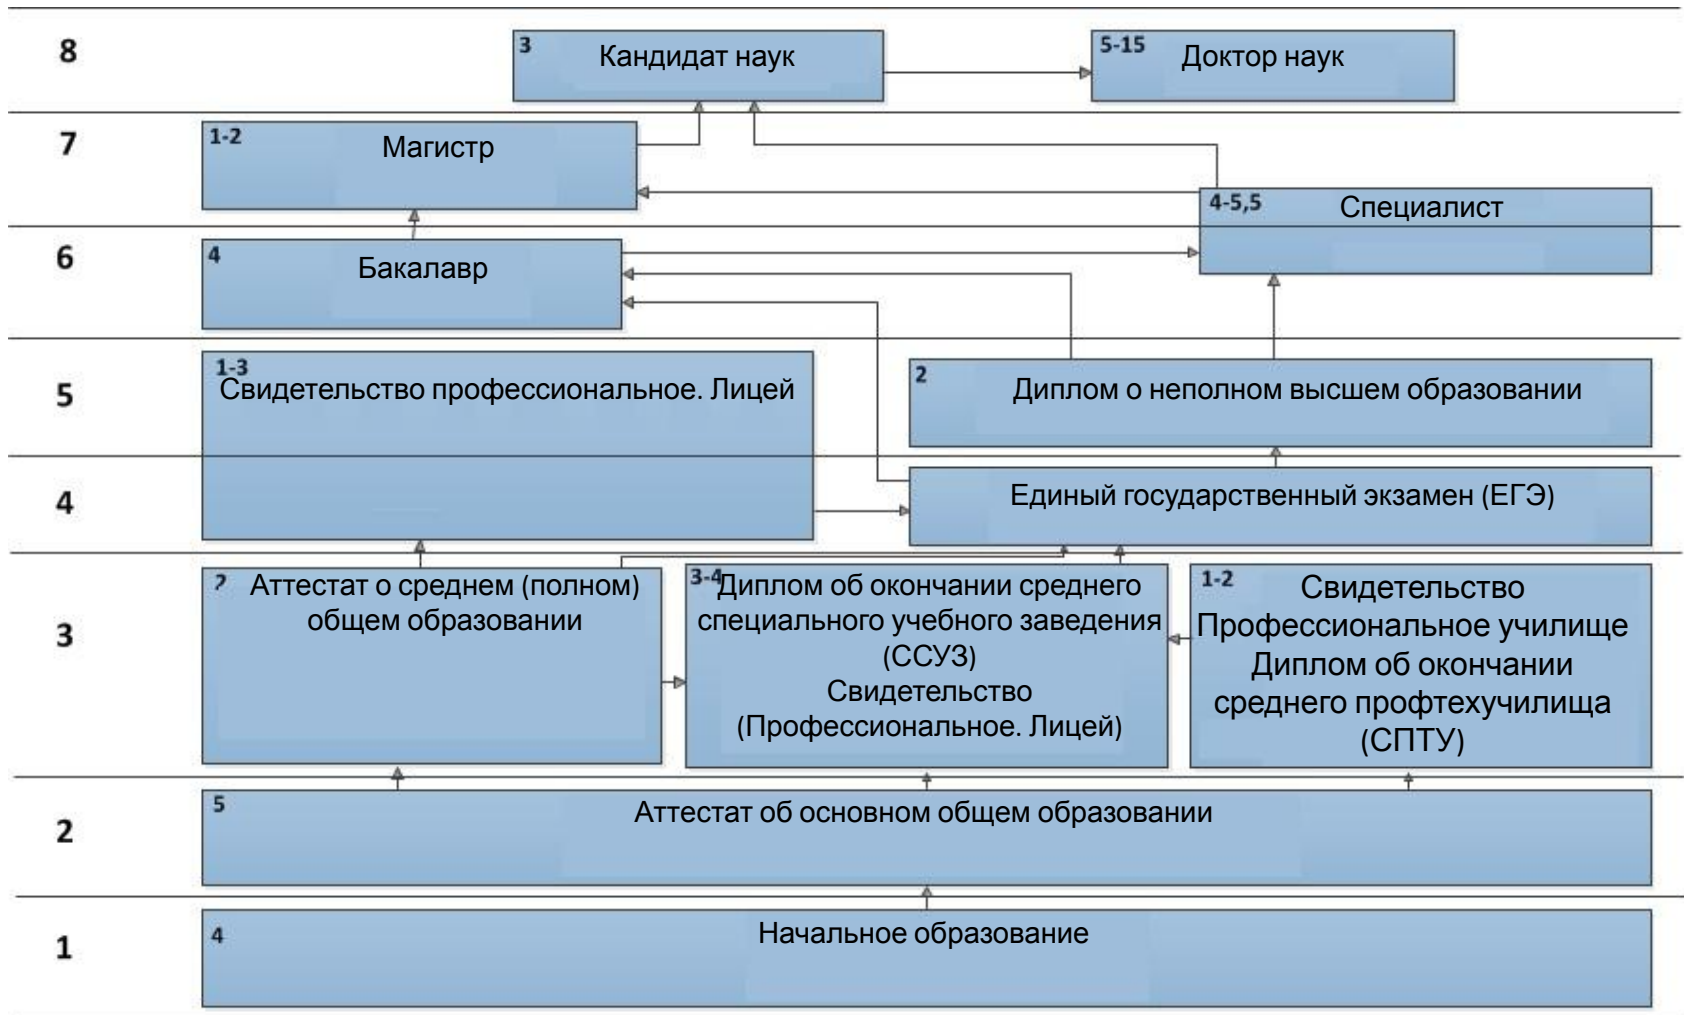 8
3
Кандидат наук
5-15
Доктор наук
7
1-2
Магистр
4-5,5
Специалист
6
4
Бакалавр
5
1-3
Свидетельство профессиональное. Лицей
2
Диплом о неполном высшем образовании
4
Единый государственный экзамен (ЕГЭ)
3
2
Аттестат о среднем (полном)
общем образовании
3-4
Диплом об окончании среднего
специального учебного заведения
(ССУЗ)
Свидетельство
(Профессиональное. Лицей)
1-2
Свидетельство
Профессиональное училище
Диплом об окончании
среднего профтехучилища
(СПТУ)
2
5
Аттестат об основном общем образовании
1
4
Начальное образование